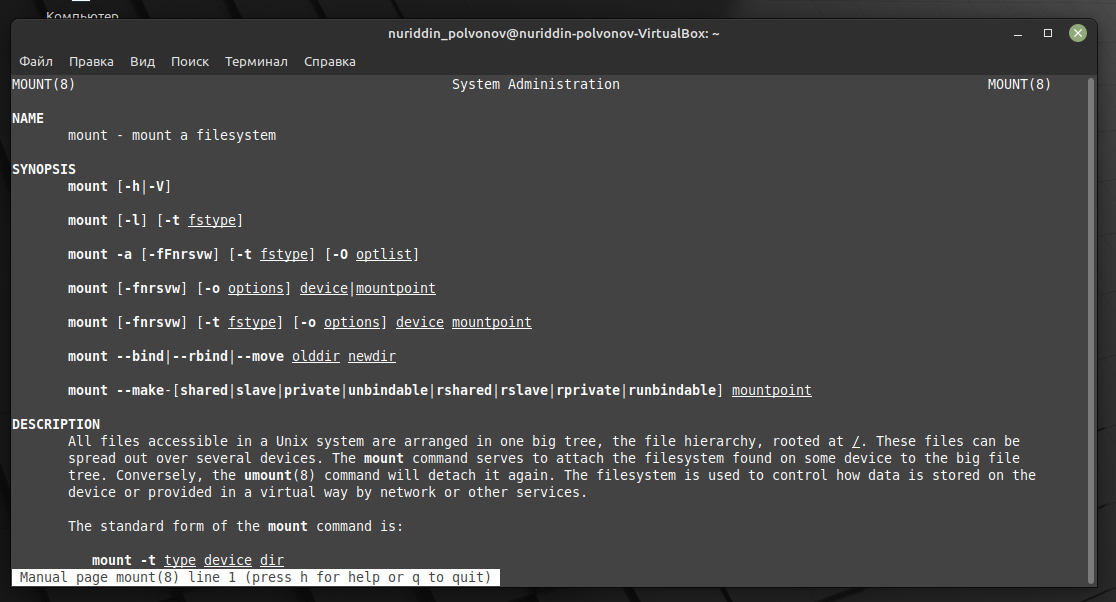 Компьютер
nuriddin_polvonov@nuriddin-polvonov-VirtualBox: ~
Файл Правка Вид Поиск Терминал Справка
MOUNT(8) System Administration MOUNT(8)
NAME
mount - mount a filesystem
SYNOPSIS
mount [-h|-V]
mount [-l] [-t fstype]
mount -a [-fFnrsvw] [-t fstype] [-O optlist]
mount [-fnrsvw] [-o options] device|mountpoint
mount [-fnrsvw] [-t fstype] [-o options] device mountpoint
mount --bind|--rbind|--move olddir newdir
mount --make-[shared|slave|private|unbindable|rshared|rslave|rprivate|runbindable] mountpoint
DESCRIPTION
All files accessible in a Unix system are arranged in one big tree, the file hierarchy, rooted at /. These files can be
spread out over several devices. The mount command serves to attach the filesystem found on some device to the big file
tree. Conversely, the umount(8) command will detach it again. The filesystem is used to control how data is stored on the
device or provided in a virtual way by network or other services.
The standard form of the mount command is:
mount -t type device dir
Manual page mount(8) line 1 (press h for help or q to quit)